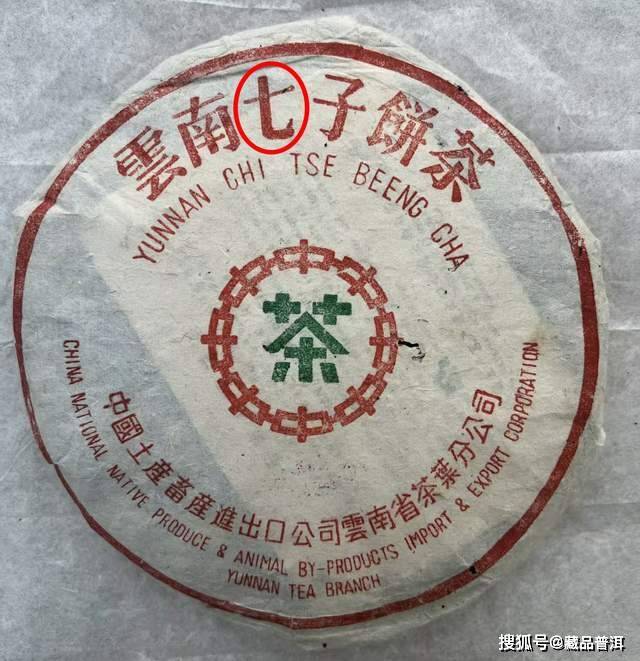 雲南七子餅茶
YUNNAN CHI TSE BEENG CHA
茶
中國土產畜產進出口公司雲南省茶葉分公司
CHINA NATIONAL NATIVE PRODUCE & ANIMAL BY-PRODUCTS IMPORT & EXPORT CORPORATION
YUNNAN TEA BRANCH
搜狐号@藏品普洱